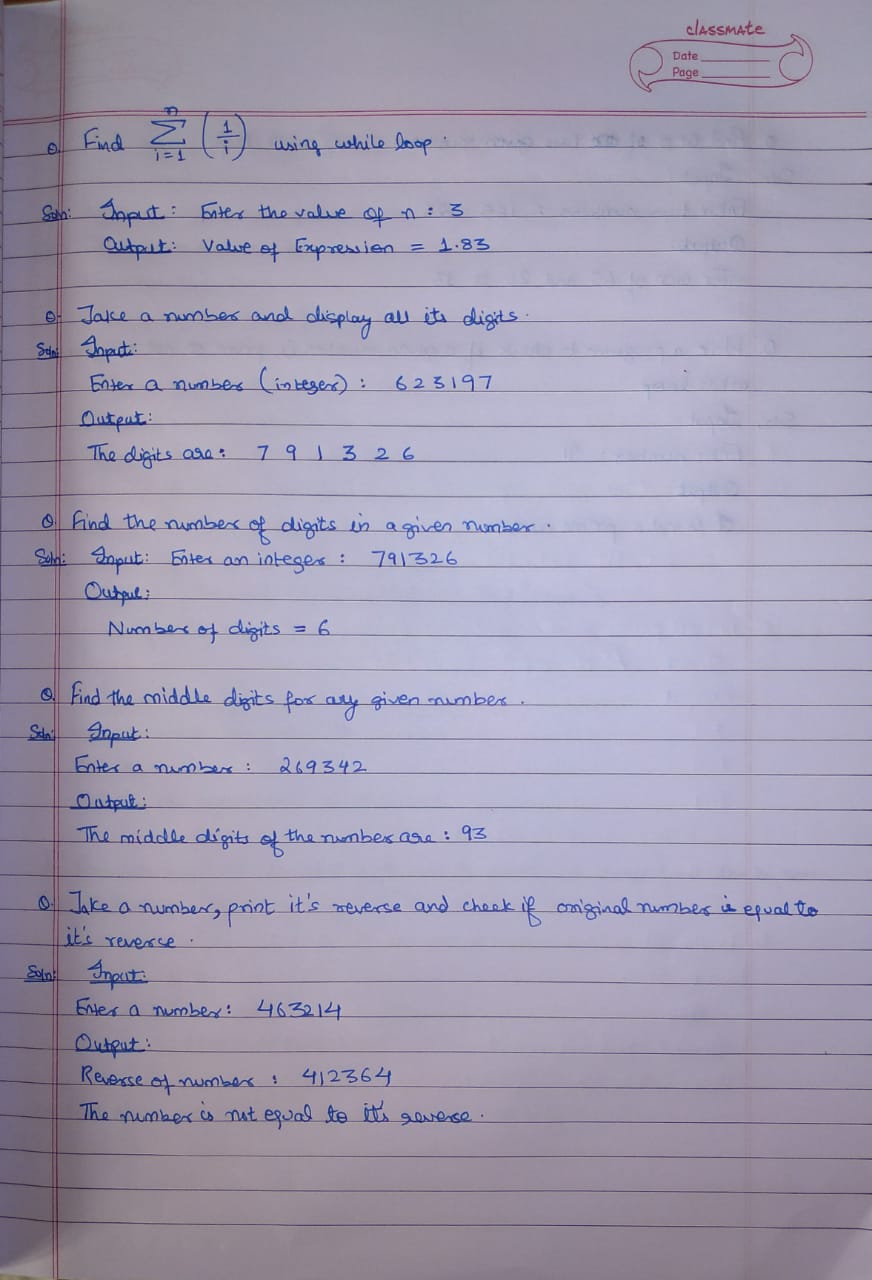 classmate
Date
Page
Q. Find \sum_{i=1}^{n} (1/i) using while loop.
Soln: Input: Enter the value of n : 3
Output: Value of Expression = 1.83
Q. Take a number and display all its digits.
Soln: Input:
Enter a number (integer) : 623197
Output:
The digits are: 7 9 1 3 2 6
Q. Find the number of digits in a given number.
Soln: Input: Enter an integer : 791326
Output:
Number of digits = 6
Q. Find the middle digits for any given number.
Soln: Input:
Enter a number : 269342
Output:
The middle digits of the number are : 93
Q. Take a number, print it's reverse and check if original number is equal to
it's reverse.
Soln: Input:
Enter a number: 463214
Output:
Reverse of number : 412364
The number is not equal to it's reverse.